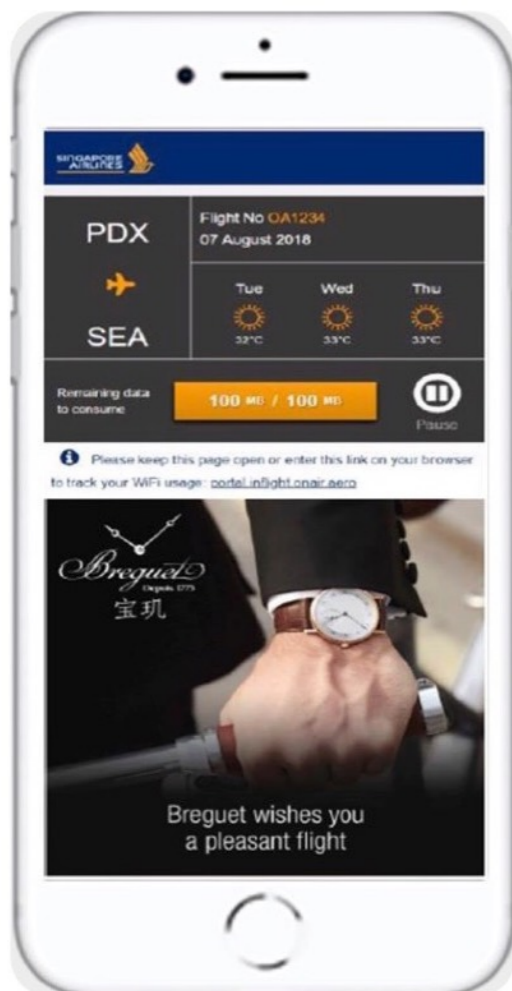 SINGAPORE
AIRLINES
PDX
SEA
Flight No OA1234
07 August 2018
Tue Wed Thu
32°C 33°C 33°C
Remaining data
to consume
100 MB / 100 MB
Pause
Please keep this page open or enter this link on your browser
to track your WiFi usage: portal.inflight.onair.aero
Breguet
Depuis 1775
宝玑
Breguet wishes you
a pleasant flight